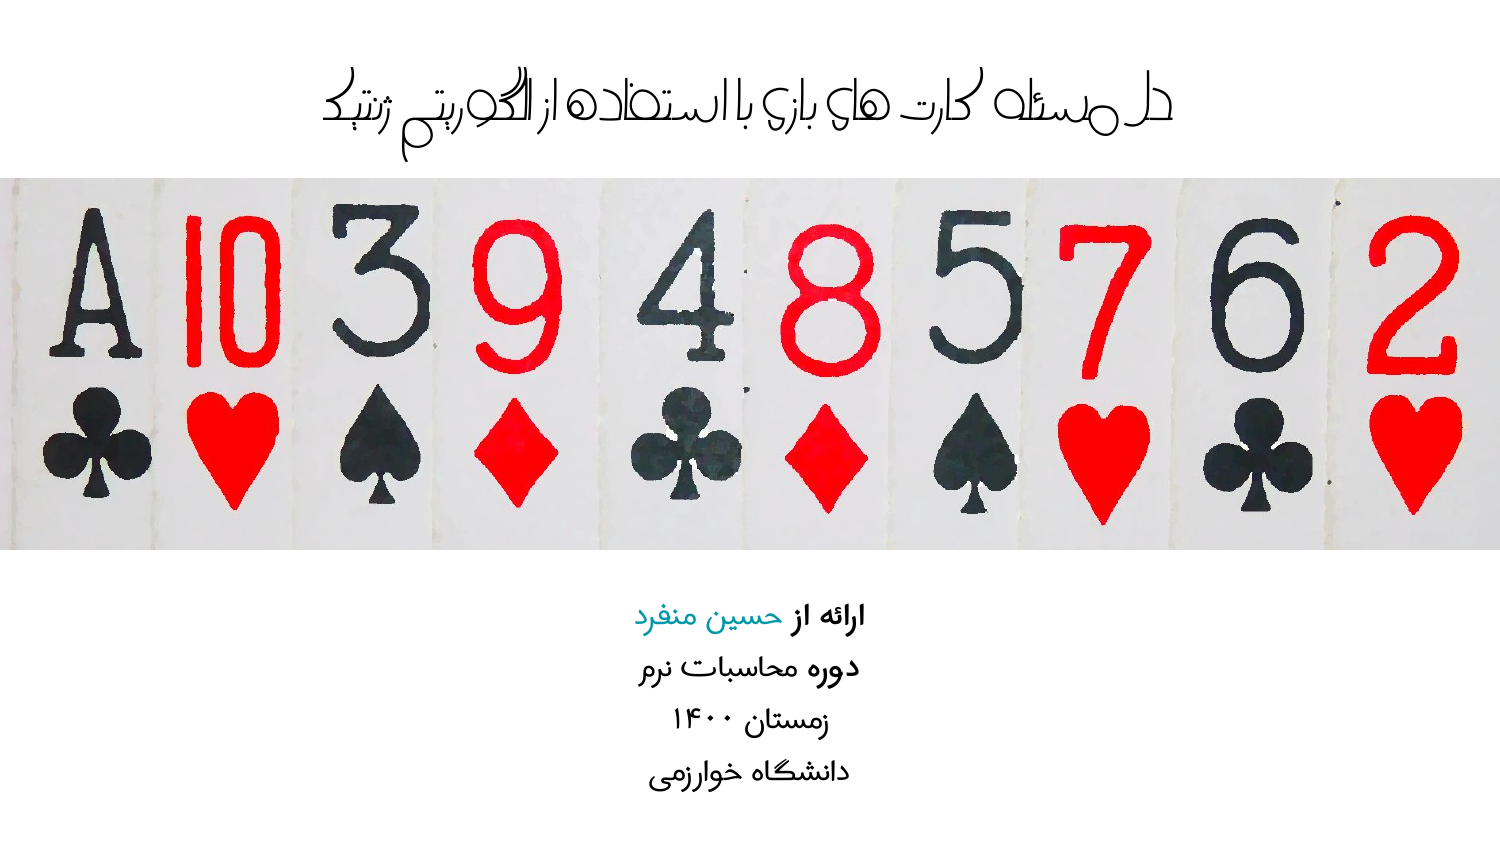 حل مسئله کارت های بازی با استفاده از الگوریتم ژنتیک
A 10 3 9 4 8 5 7 6 2
ارائه از حسین منفرد
دوره محاسبات نرم
زمستان ۱۴۰۰
دانشگاه خوارزمی